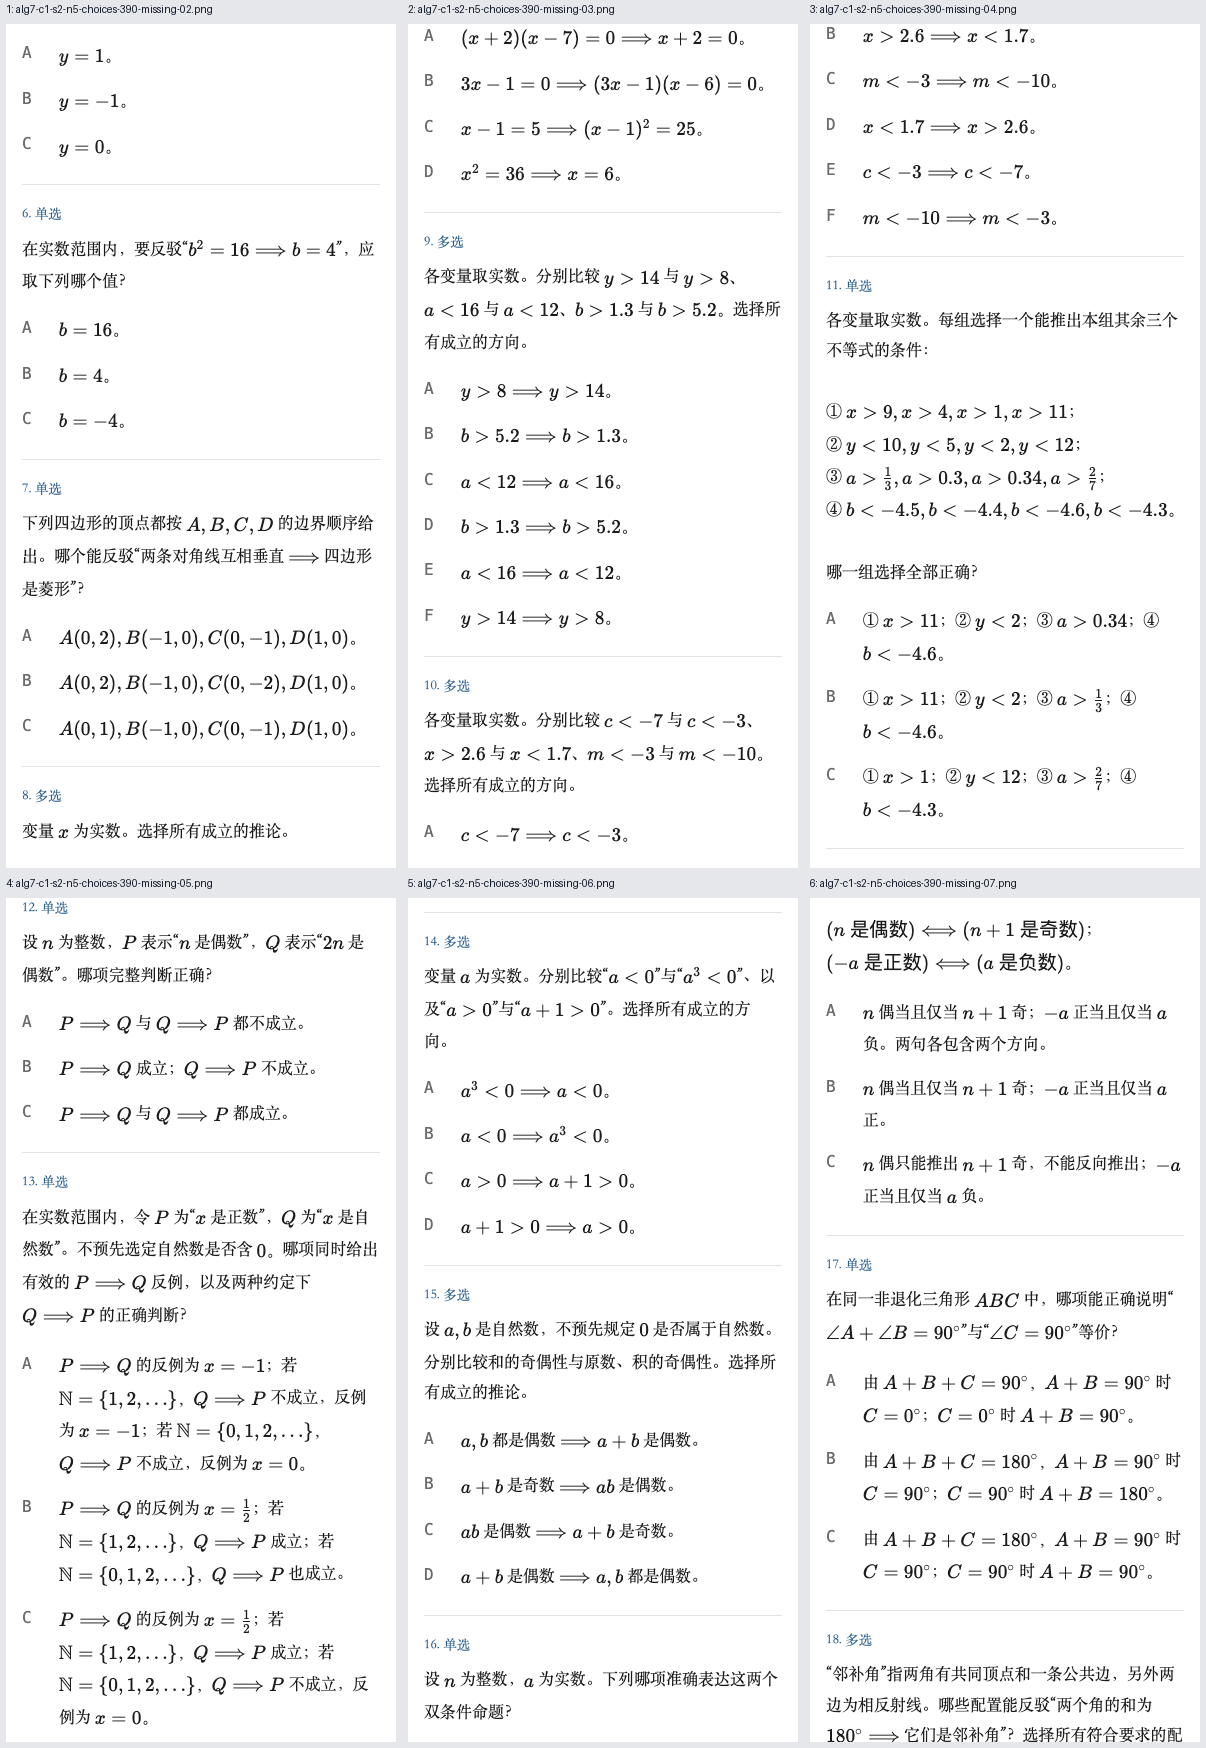 1: alg7-c1-s2-n5-choices-390-missing-02.png
A y = 1。
B y = −1。
C y = 0。
6. 单选
在实数范围内，要反驳“b² = 16 ⟹ b = 4”，应
取下列哪个值？
A b = 16。
B b = 4。
C b = −4。
7. 单选
下列四边形的顶点都按 A, B, C, D 的边界顺序给
出。哪个能反驳“两条对角线互相垂直 ⟹ 四边形
是菱形”？
A A(0, 2), B(−1, 0), C(0, −1), D(1, 0)。
B A(0, 2), B(−1, 0), C(0, −2), D(1, 0)。
C A(0, 1), B(−1, 0), C(0, −1), D(1, 0)。
8. 多选
变量 x 为实数。选择所有成立的推论。
2: alg7-c1-s2-n5-choices-390-missing-03.png
A (x + 2)(x − 7) = 0 ⟹ x + 2 = 0。
B 3x − 1 = 0 ⟹ (3x − 1)(x − 6) = 0。
C x − 1 = 5 ⟹ (x − 1)² = 25。
D x² = 36 ⟹ x = 6。
9. 多选
各变量取实数。分别比较 y > 14 与 y > 8、
a < 16 与 a < 12、b > 1.3 与 b > 5.2。选择所
有成立的方向。
A y > 8 ⟹ y > 14。
B b > 5.2 ⟹ b > 1.3。
C a < 12 ⟹ a < 16。
D b > 1.3 ⟹ b > 5.2。
E a < 16 ⟹ a < 12。
F y > 14 ⟹ y > 8。
10. 多选
各变量取实数。分别比较 c < −7 与 c < −3、
x > 2.6 与 x < 1.7、m < −3 与 m < −10。
选择所有成立的方向。
A c < −7 ⟹ c < −3。
3: alg7-c1-s2-n5-choices-390-missing-04.png
B x > 2.6 ⟹ x < 1.7。
C m < −3 ⟹ m < −10。
D x < 1.7 ⟹ x > 2.6。
E c < −3 ⟹ c < −7。
F m < −10 ⟹ m < −3。
11. 单选
各变量取实数。每组选择一个能推出本组其余三个
不等式的条件：
① x > 9, x > 4, x > 1, x > 11；
② y < 10, y < 5, y < 2, y < 12；
③ a > 1/3, a > 0.3, a > 0.34, a > 2/7；
④ b < −4.5, b < −4.4, b < −4.6, b < −4.3。
哪一组选择全部正确？
A ① x > 11；② y < 2；③ a > 0.34；④
b < −4.6。
B ① x > 11；② y < 2；③ a > 1/3；④
b < −4.6。
C ① x > 1；② y < 12；③ a > 2/7；④
b < −4.3。
4: alg7-c1-s2-n5-choices-390-missing-05.png
12. 单选
设 n 为整数，P 表示“n 是偶数”，Q 表示“2n 是
偶数”。哪项完整判断正确？
A P ⟹ Q 与 Q ⟹ P 都不成立。
B P ⟹ Q 成立；Q ⟹ P 不成立。
C P ⟹ Q 与 Q ⟹ P 都成立。
13. 单选
在实数范围内，令 P 为“x 是正数”，Q 为“x 是自
然数”。不预先选定自然数是否含 0。哪项同时给出
有效的 P ⟹ Q 反例，以及两种约定下
Q ⟹ P 的正确判断？
A P ⟹ Q 的反例为 x = −1；若
ℕ = {1, 2, …}，Q ⟹ P 不成立，反例
为 x = −1；若 ℕ = {0, 1, 2, …}，
Q ⟹ P 不成立，反例为 x = 0。
B P ⟹ Q 的反例为 x = 1/2；若
ℕ = {1, 2, …}，Q ⟹ P 成立；若
ℕ = {0, 1, 2, …}，Q ⟹ P 也成立。
C P ⟹ Q 的反例为 x = 1/2；若
ℕ = {1, 2, …}，Q ⟹ P 成立；若
ℕ = {0, 1, 2, …}，Q ⟹ P 不成立，反
例为 x = 0。
5: alg7-c1-s2-n5-choices-390-missing-06.png
14. 多选
变量 a 为实数。分别比较“a < 0”与“a³ < 0”、以
及“a > 0”与“a + 1 > 0”。选择所有成立的方
向。
A a³ < 0 ⟹ a < 0。
B a < 0 ⟹ a³ < 0。
C a > 0 ⟹ a + 1 > 0。
D a + 1 > 0 ⟹ a > 0。
15. 多选
设 a, b 是自然数，不预先规定 0 是否属于自然数。
分别比较和的奇偶性与原数、积的奇偶性。选择所
有成立的推论。
A a, b 都是偶数 ⟹ a + b 是偶数。
B a + b 是奇数 ⟹ ab 是偶数。
C ab 是偶数 ⟹ a + b 是奇数。
D a + b 是偶数 ⟹ a, b 都是偶数。
16. 单选
设 n 为整数，a 为实数。下列哪项准确表达这两个
双条件命题？
6: alg7-c1-s2-n5-choices-390-missing-07.png
(n 是偶数) ⟺ (n + 1 是奇数)；
(−a 是正数) ⟺ (a 是负数)。
A n 偶当且仅当 n + 1 奇；−a 正当且仅当 a
负。两句各包含两个方向。
B n 偶当且仅当 n + 1 奇；−a 正当且仅当 a
正。
C n 偶只能推出 n + 1 奇，不能反向推出；−a
正当且仅当 a 负。
17. 单选
在同一非退化三角形 ABC 中，哪项能正确说明“
∠A + ∠B = 90°”与“∠C = 90°”等价？
A 由 A + B + C = 90°，A + B = 90° 时
C = 0°；C = 0° 时 A + B = 90°。
B 由 A + B + C = 180°，A + B = 90° 时
C = 90°；C = 90° 时 A + B = 180°。
C 由 A + B + C = 180°，A + B = 90° 时
C = 90°；C = 90° 时 A + B = 90°。
18. 多选
“邻补角”指两角有共同顶点和一条公共边，另外两
边为相反射线。哪些配置能反驳“两个角的和为
180° ⟹ 它们是邻补角”？选择所有符合要求的配